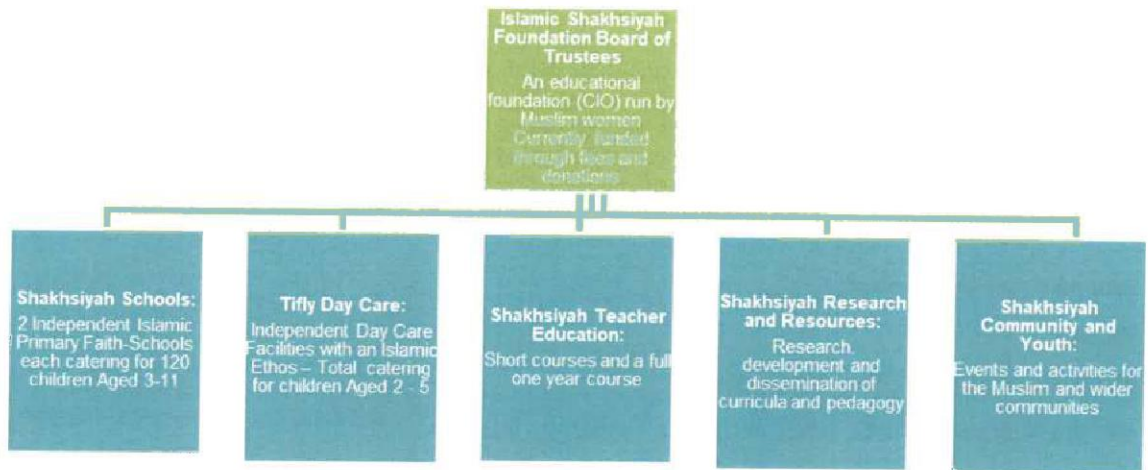 Islamic Shakhsiyah
Foundation Board of
Trustees
An educational
foundation (CIO) run by
Muslim women
Currently funded
through fees and
donations
Shakhsiyah Schools:
2 Independent Islamic
Primary Faith-Schools
each catering for 120
children Aged 3-11
Tifly Day Care:
Independent Day Care
Facilities with an Islamic
Ethos – Total catering
for children Aged 2 - 5
Shakhsiyah Teacher
Education:
Short courses and a full
one year course
Shakhsiyah Research
and Resources:
Research,
development and
dissemination of
curricula and pedagogy
Shakhsiyah
Community and
Youth:
Events and activities for
the Muslim and wider
communities